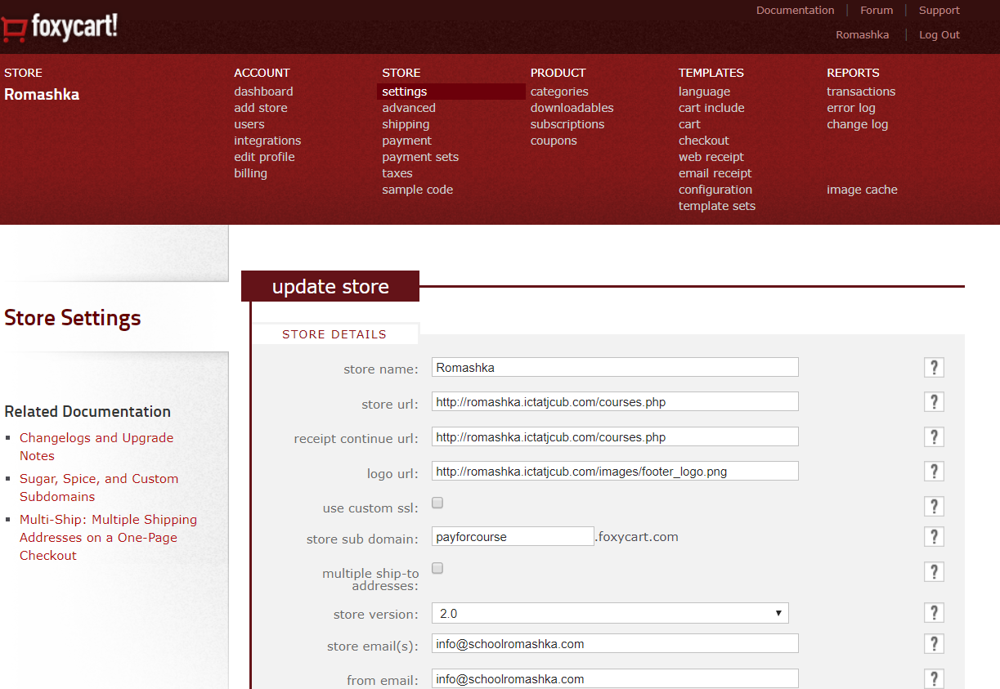 foxycart!
Documentation | Forum | Support
Romashka | Log Out
STORE
Romashka
ACCOUNT
dashboard
add store
users
integrations
edit profile
billing
STORE
settings
advanced
shipping
payment
payment sets
taxes
sample code
PRODUCT
categories
downloadables
subscriptions
coupons
TEMPLATES
language
cart include
cart
checkout
web receipt
email receipt
configuration
template sets
REPORTS
transactions
error log
change log
image cache
Store Settings
Related Documentation
Changelogs and Upgrade
Notes
Sugar, Spice, and Custom
Subdomains
Multi-Ship: Multiple Shipping
Addresses on a One-Page
Checkout
update store
STORE DETAILS
store name: Romashka ?
store url: http://romashka.ictatjcub.com/courses.php ?
receipt continue url: http://romashka.ictatjcub.com/courses.php ?
logo url: http://romashka.ictatjcub.com/images/footer_logo.png ?
use custom ssl: ?
store sub domain: payforcourse .foxycart.com ?
multiple ship-to
addresses: ?
store version: 2.0 ?
store email(s): info@schoolromashka.com ?
from email: info@schoolromashka.com ?